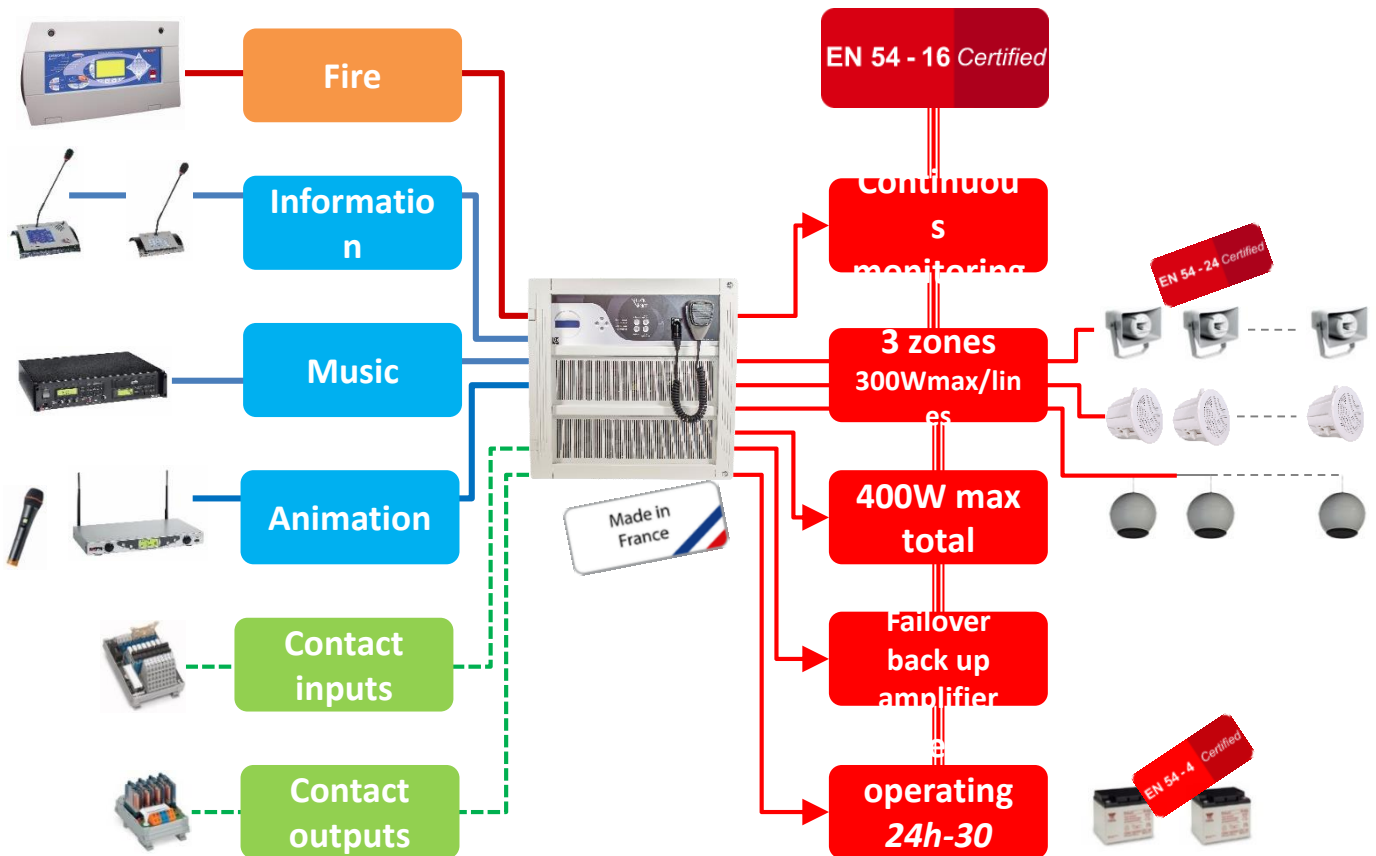 Fire
EN 54 - 16 Certified
Informatio
n
Continuou
s
monitoring
EN 54 - 24 Certified
Music
3 zones
300Wmax/lin
es
Animation
400W max
total
Made in
France
Contact
inputs
Failover
back up
amplifier
Contact
outputs
operating
24h-30
EN 54 - 4 Certified